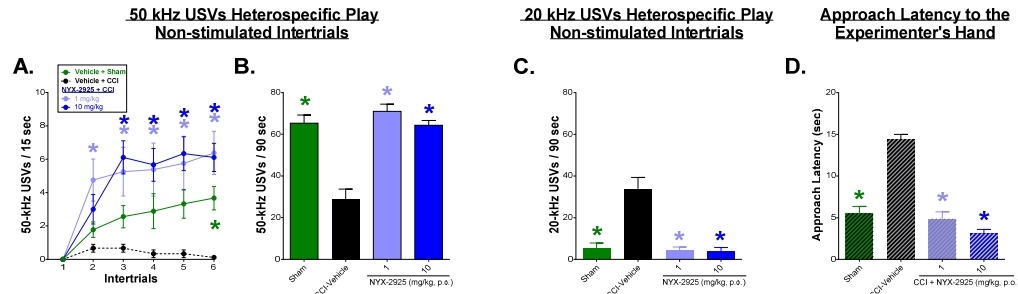 50 kHz USVs Heterospecific Play
Non-stimulated Intertrials
20 kHz USVs Heterospecific Play
Non-stimulated Intertrials
Approach Latency to the
Experimenter's Hand
A.
Vehicle + Sham
Vehicle + CCI
NYX-2925 + CCI
1 mg/kg
10 mg/kg
50-kHz USVs / 15 sec
10
8
6
4
2
0
* * * * *
* * * *
*
1 2 3 4 5 6
Intertrials
B.
50-kHz USVs / 90 sec
80
60
40
20
0
* * *
Sham
CCI-Vehicle
1 10
NYX-2925 (mg/kg, p.o.)
C.
20-kHz USVs / 90 sec
80
60
40
20
0
* * *
Sham
CCI-Vehicle
1 10
NYX-2925 (mg/kg, p.o.)
D.
Approach Latency (sec)
20
15
10
5
0
* * *
Sham
CCI-Vehicle
1 10
CCI + NYX-2925 (mg/kg, p.o.)